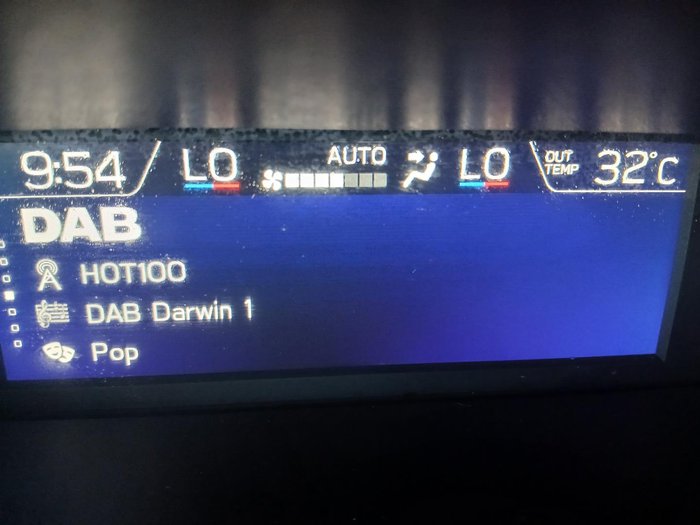 9:54 LO AUTO LO OUT TEMP 32°C
DAB
HOT100
DAB Darwin 1
Pop